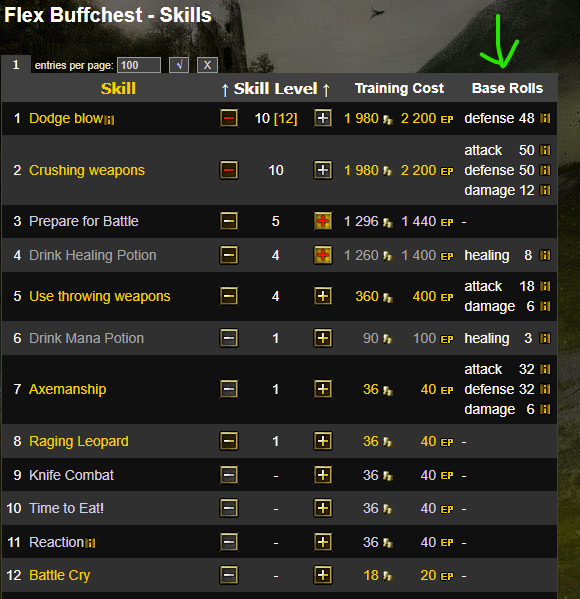 Flex Buffchest - Skills
1 entries per page: 100 √ X
Skill ↑ Skill Level ↑ Training Cost Base Rolls
1 Dodge blow 10 [12] 1 980 2 200 EP defense 48
2 Crushing weapons 10 1 980 2 200 EP attack 50
defense 50
damage 12
3 Prepare for Battle 5 1 296 1 440 EP -
4 Drink Healing Potion 4 1 260 1 400 EP healing 8
5 Use throwing weapons 4 360 400 EP attack 18
damage 6
6 Drink Mana Potion 1 90 100 EP healing 3
7 Axemanship 1 36 40 EP attack 32
defense 32
damage 6
8 Raging Leopard 1 36 40 EP -
9 Knife Combat - 36 40 EP -
10 Time to Eat! - 36 40 EP -
11 Reaction - 36 40 EP -
12 Battle Cry - 18 20 EP -